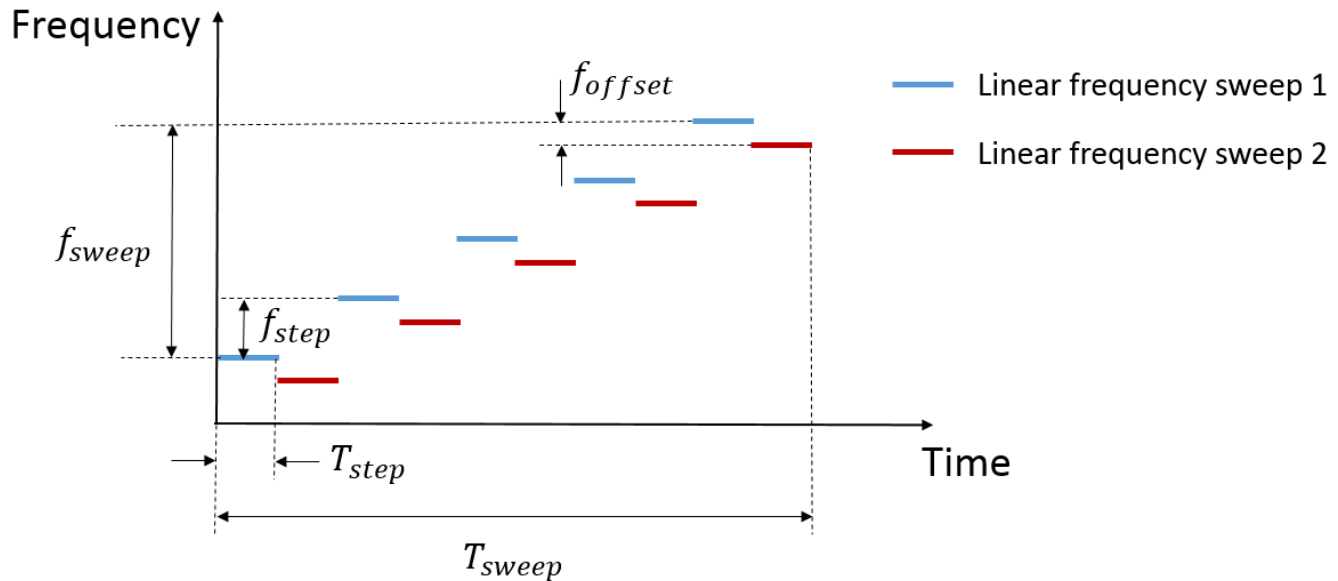 Frequency
f_offset
Linear frequency sweep 1
Linear frequency sweep 2
f_sweep
f_step
T_step
Time
T_sweep